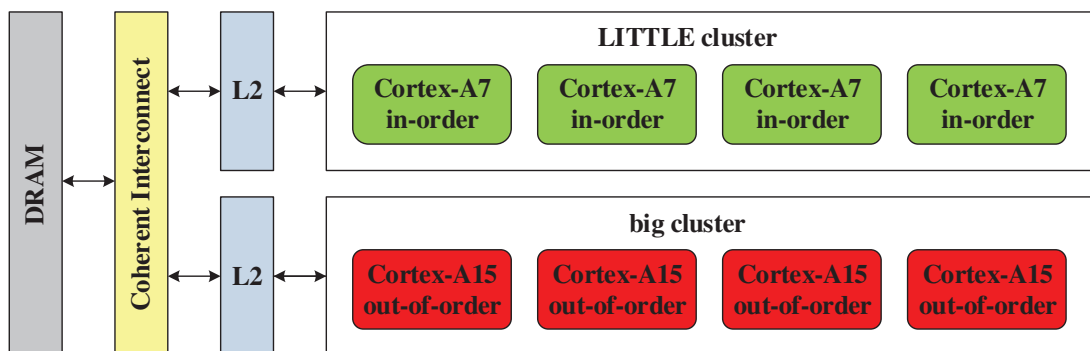 DRAM
Coherent Interconnect
L2
LITTLE cluster
Cortex-A7
in-order
Cortex-A7
in-order
Cortex-A7
in-order
Cortex-A7
in-order
L2
big cluster
Cortex-A15
out-of-order
Cortex-A15
out-of-order
Cortex-A15
out-of-order
Cortex-A15
out-of-order